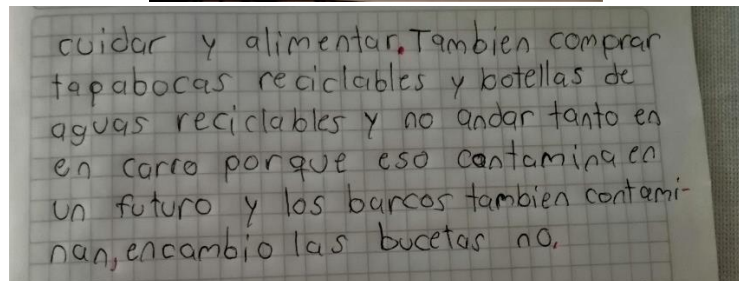 cuidar y alimentar. Tambien comprar
tapabocas reciclables y botellas de
aguas reciclables y no andar tanto en
en carro porque eso contamina en
un futuro y los barcos tambien contami-
nan, encambio las bucetas no.